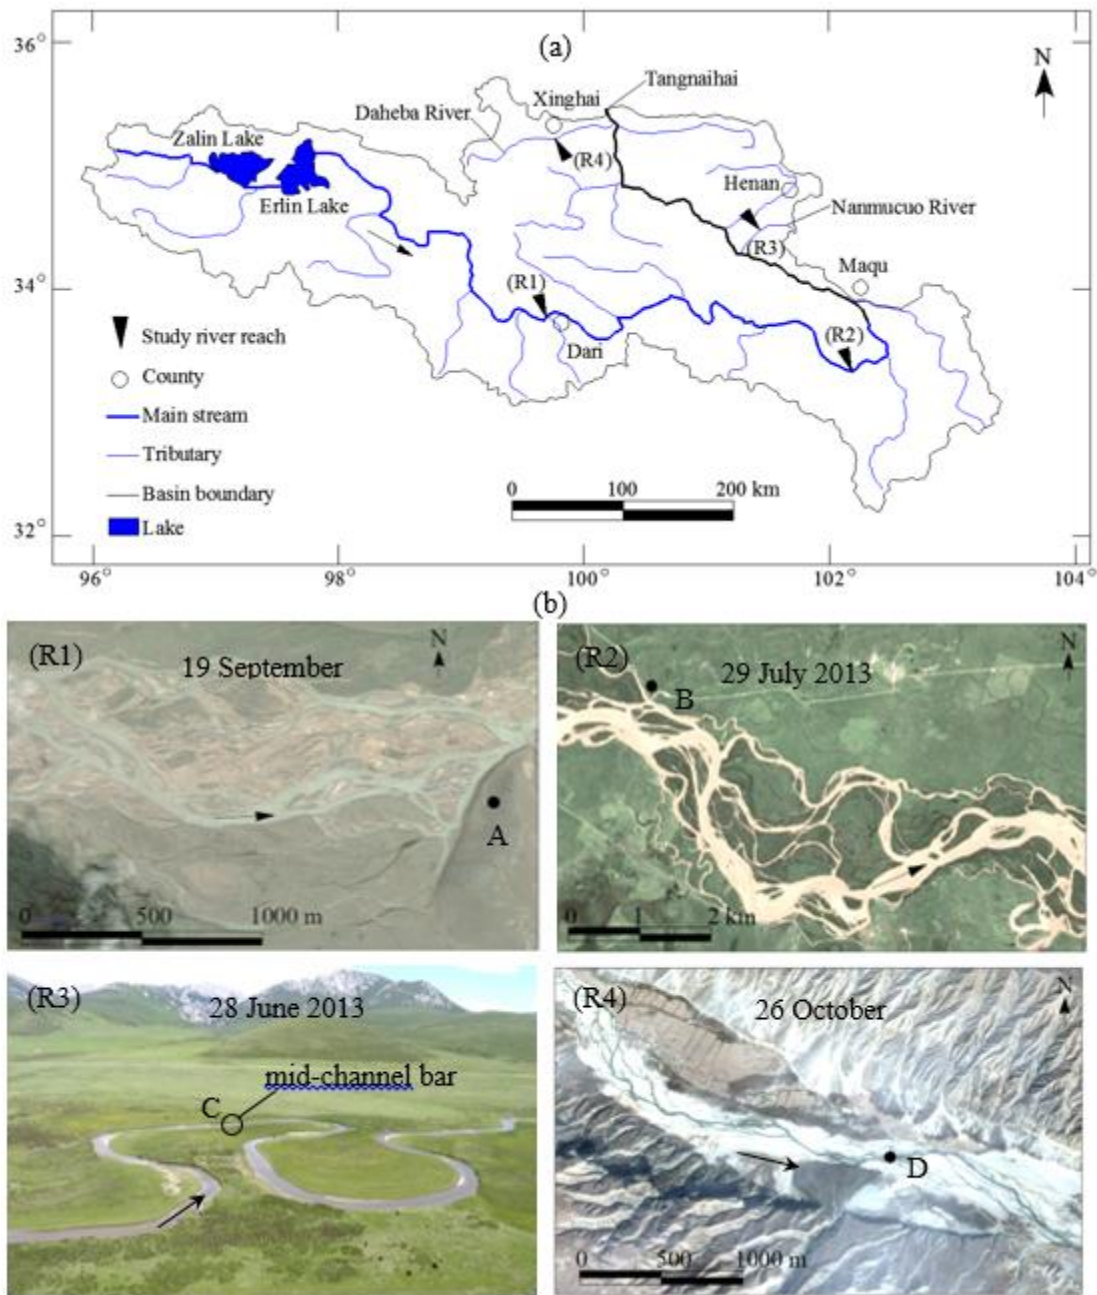 (a)
36°
N
Tangnaihai
Xinghai
Daheba River
Zalin Lake
(R4)
Henan
Erlin Lake
Nanmucuo River
(R3)
Maqu
34°
(R1)
(R2)
Dari
Study river reach
County
Main stream
Tributary
Basin boundary
Lake
0 100 200 km
32°
96° 98° 100° 102° 104°
(b)
(R1)
19 September
N
A
0 500 1000 m
(R2)
29 July 2013
N
B
0 1 2 km
(R3)
28 June 2013
mid-channel bar
C
(R4)
26 October
N
D
0 500 1000 m